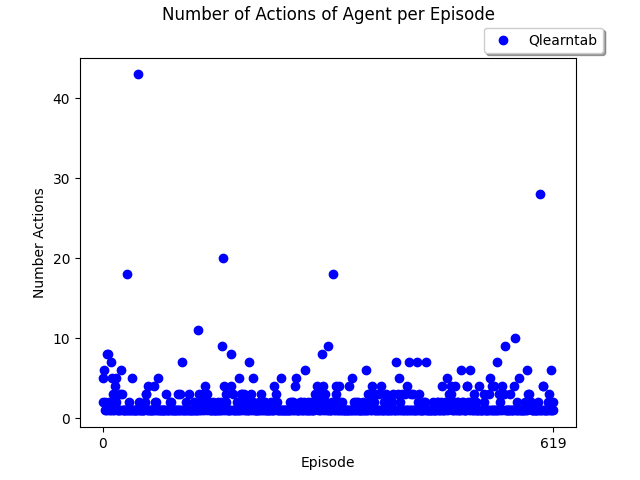 Number of Actions of Agent per Episode
Qlearntab
40
30
20
10
0
Number Actions
0 619
Episode